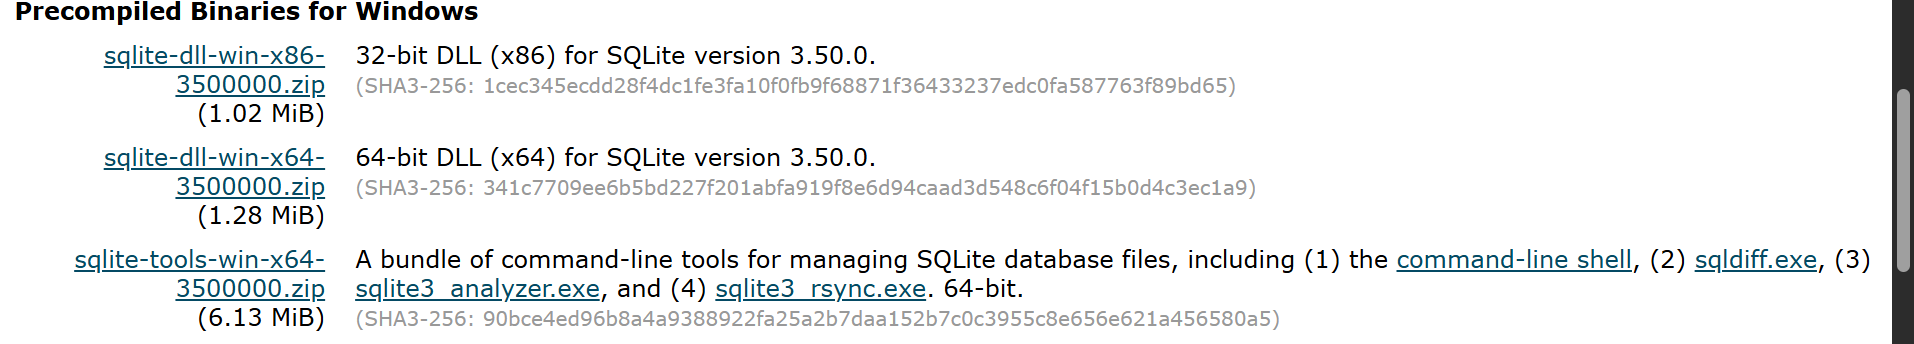 Precompiled Binaries for Windows
sqlite-dll-win-x86-
3500000.zip
(1.02 MiB)
32-bit DLL (x86) for SQLite version 3.50.0.
(SHA3-256: 1cec345ecdd28f4dc1fe3fa10f0fb9f68871f36433237edc0fa587763f89bd65)
sqlite-dll-win-x64-
3500000.zip
(1.28 MiB)
64-bit DLL (x64) for SQLite version 3.50.0.
(SHA3-256: 341c7709ee6b5bd227f201abfa919f8e6d94caad3d548c6f04f15b0d4c3ec1a9)
sqlite-tools-win-x64-
3500000.zip
(6.13 MiB)
A bundle of command-line tools for managing SQLite database files, including (1) the command-line shell, (2) sqldiff.exe, (3)
sqlite3_analyzer.exe, and (4) sqlite3_rsync.exe. 64-bit.
(SHA3-256: 90bce4ed96b8a4a9388922fa25a2b7daa152b7c0c3955c8e656e621a456580a5)